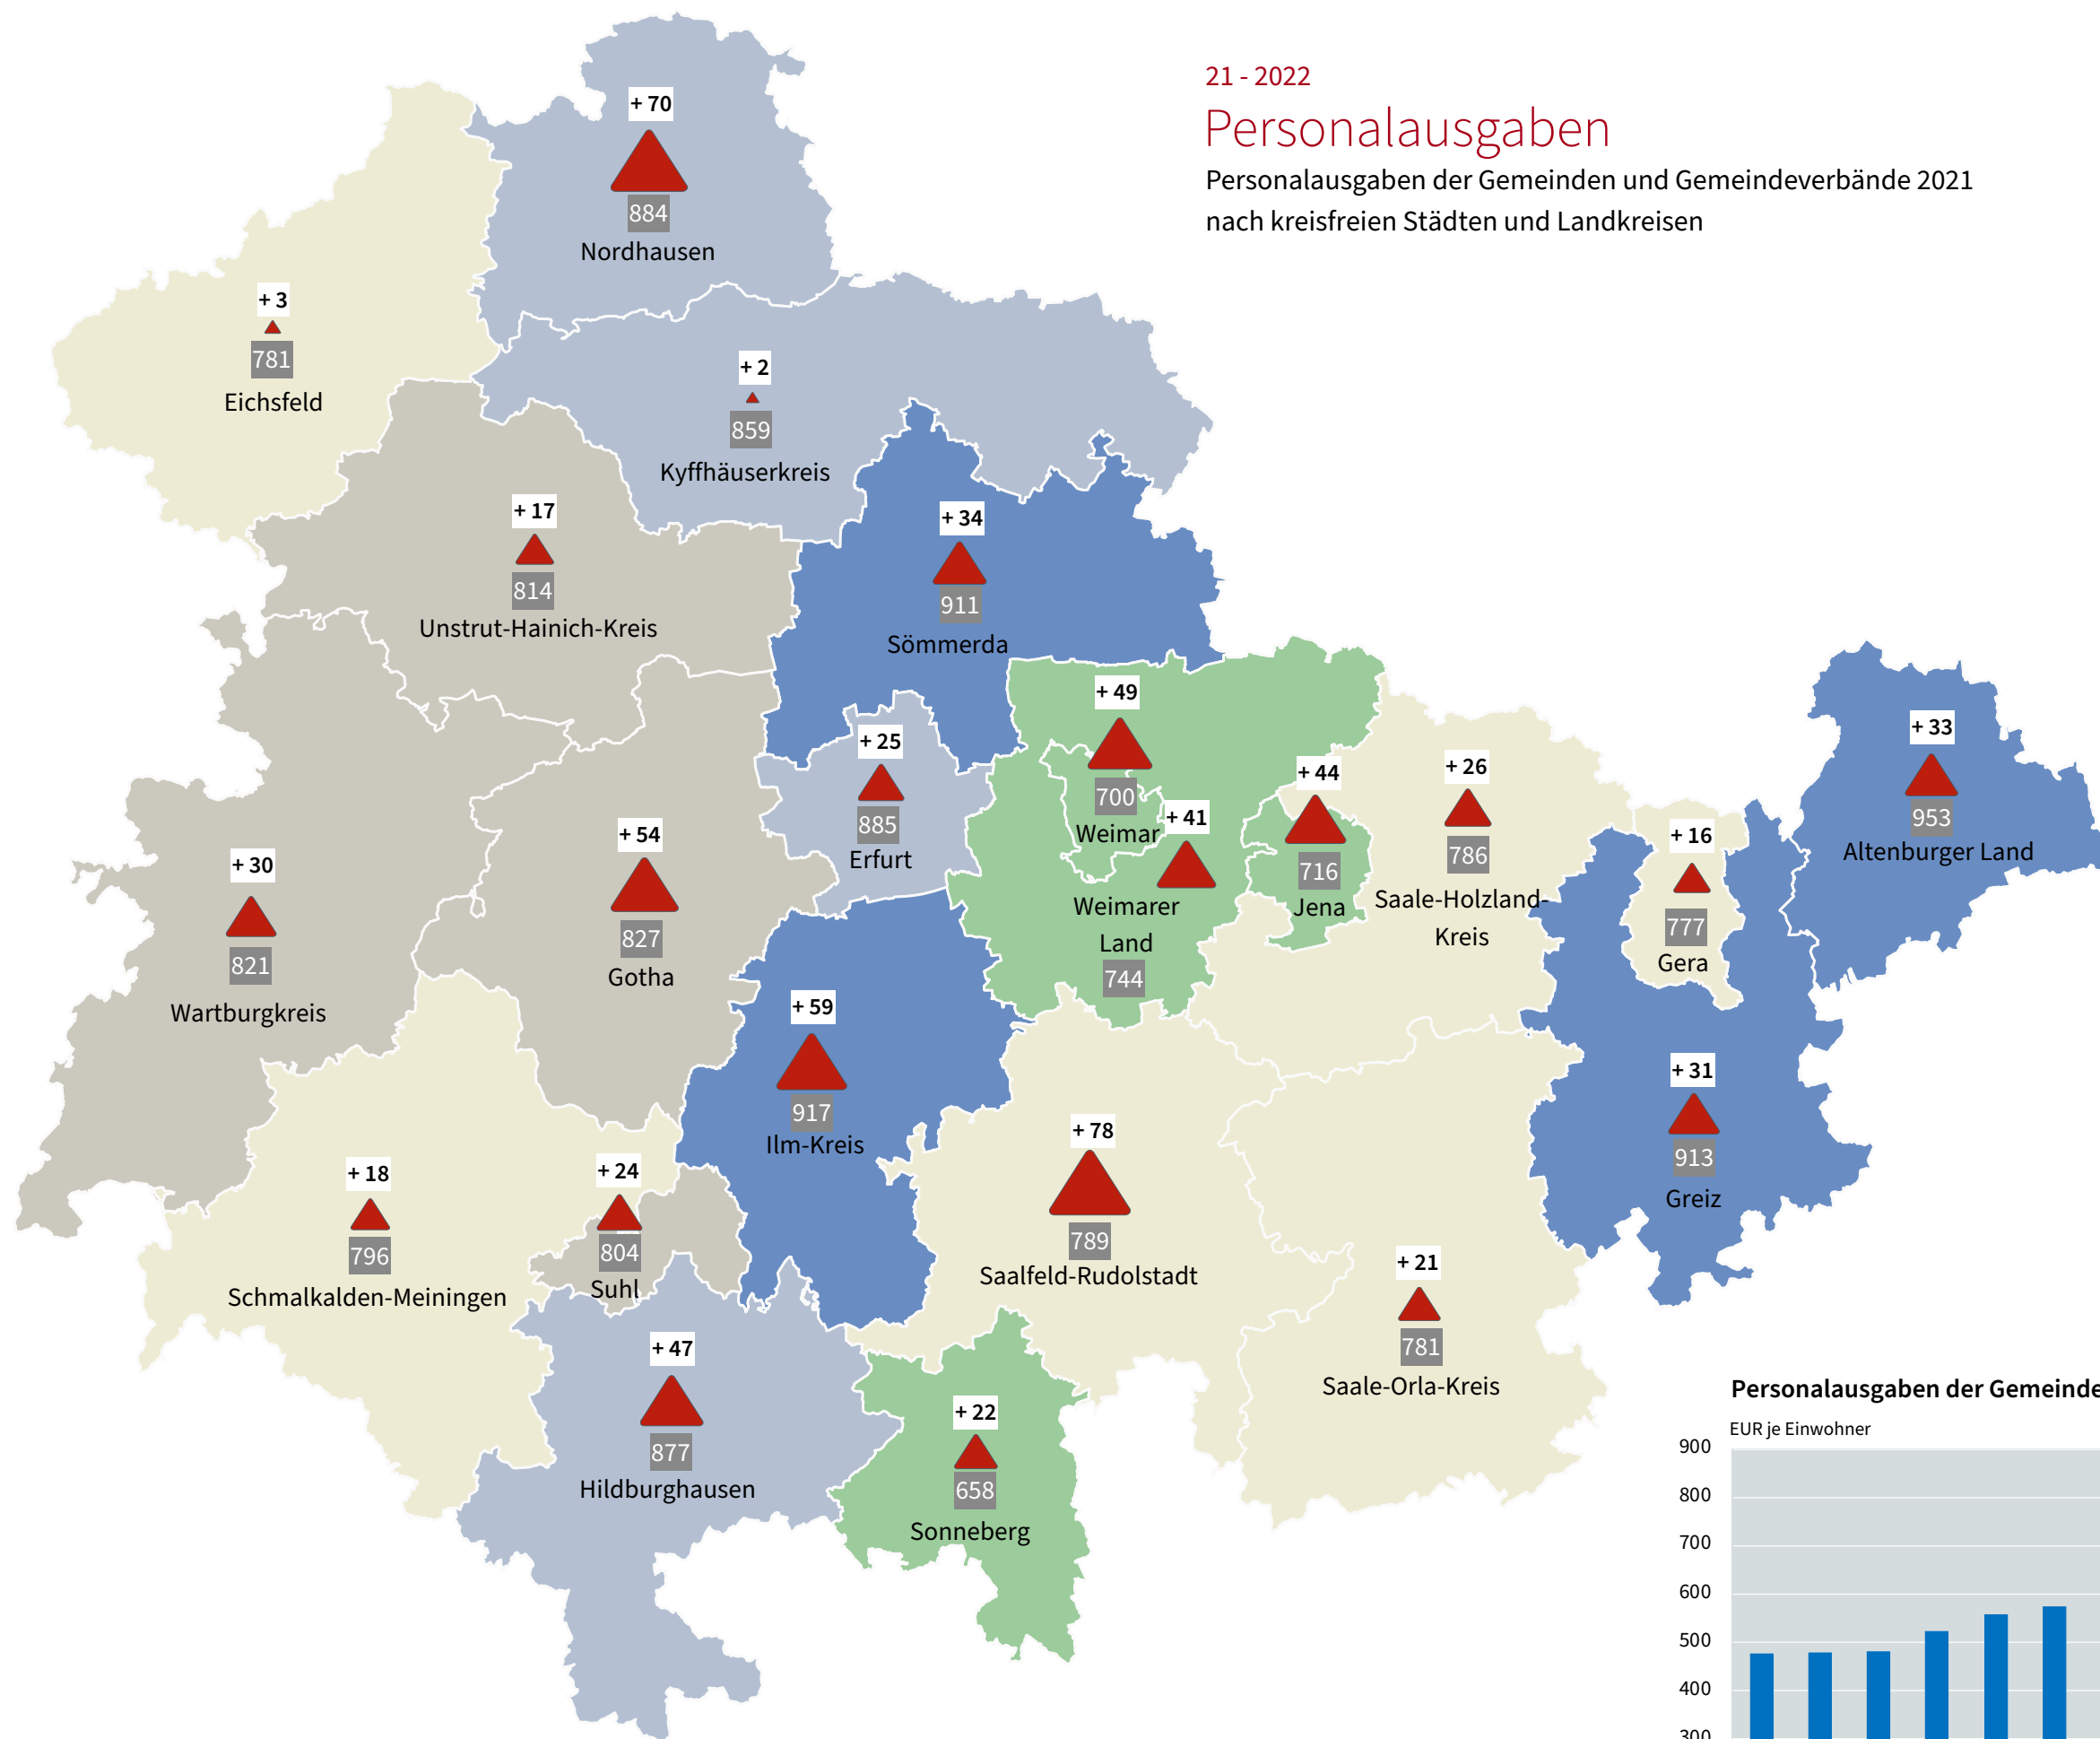 21 - 2022
Personalausgaben
Personalausgaben der Gemeinden und Gemeindeverbände 2021
nach kreisfreien Städten und Landkreisen
+ 70
884
Nordhausen
+ 3
781
Eichsfeld
+ 2
859
Kyffhäuserkreis
+ 17
814
Unstrut-Hainich-Kreis
+ 34
911
Sömmerda
+ 49
700
Weimar
+ 25
885
Erfurt
+ 41
Weimarer
Land
744
+ 44
716
Jena
+ 26
786
Saale-Holzland-
Kreis
+ 16
777
Gera
+ 33
953
Altenburger Land
+ 30
821
Wartburgkreis
+ 54
827
Gotha
+ 59
917
Ilm-Kreis
+ 31
913
Greiz
+ 18
796
Schmalkalden-Meiningen
+ 24
804
Suhl
+ 78
789
Saalfeld-Rudolstadt
+ 21
781
Saale-Orla-Kreis
+ 47
877
Hildburghausen
+ 22
658
Sonneberg
Personalausgaben der Gemeinde
EUR je Einwohner
900
800
700
600
500
400
300